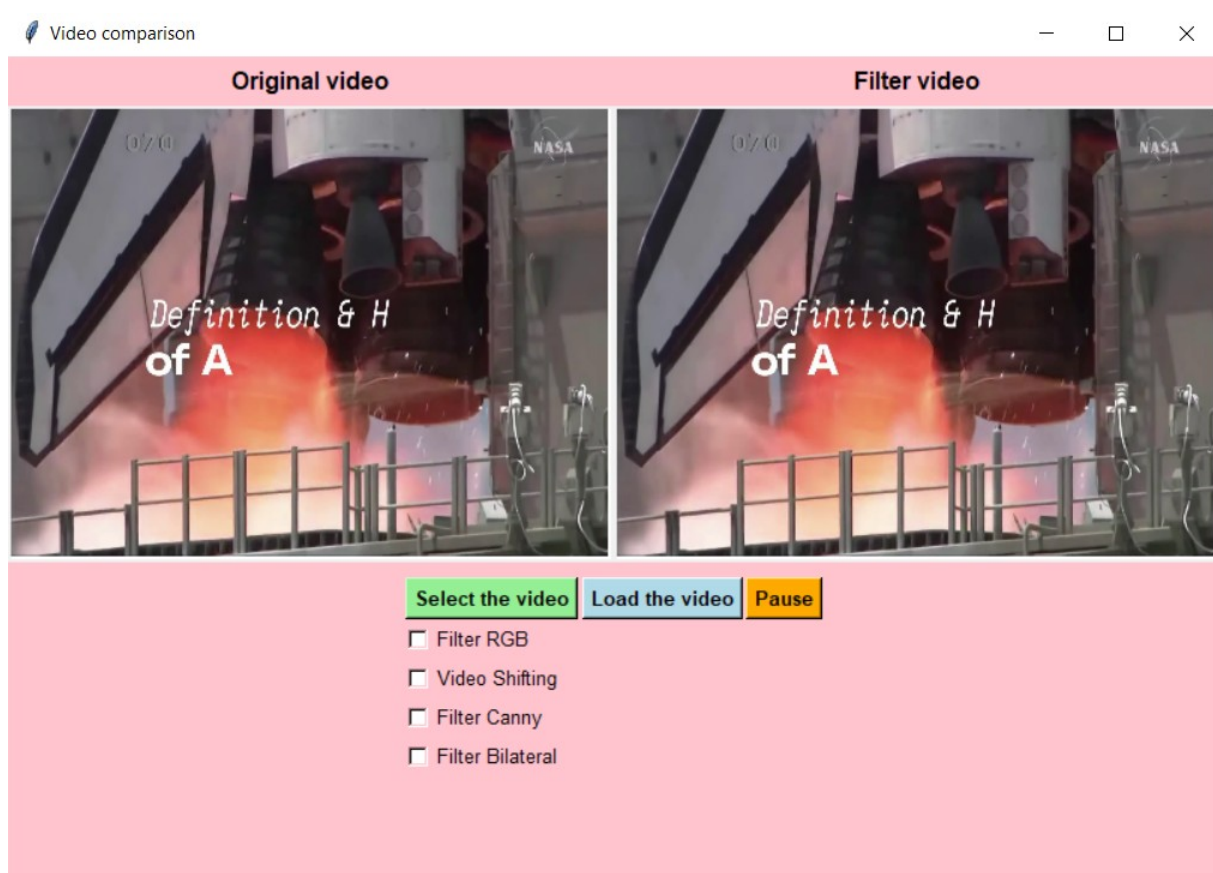 Video comparison
Original video
Filter video
NASA
Definition & H
of A
NASA
Definition & H
of A
Select the video
Load the video
Pause
Filter RGB
Video Shifting
Filter Canny
Filter Bilateral